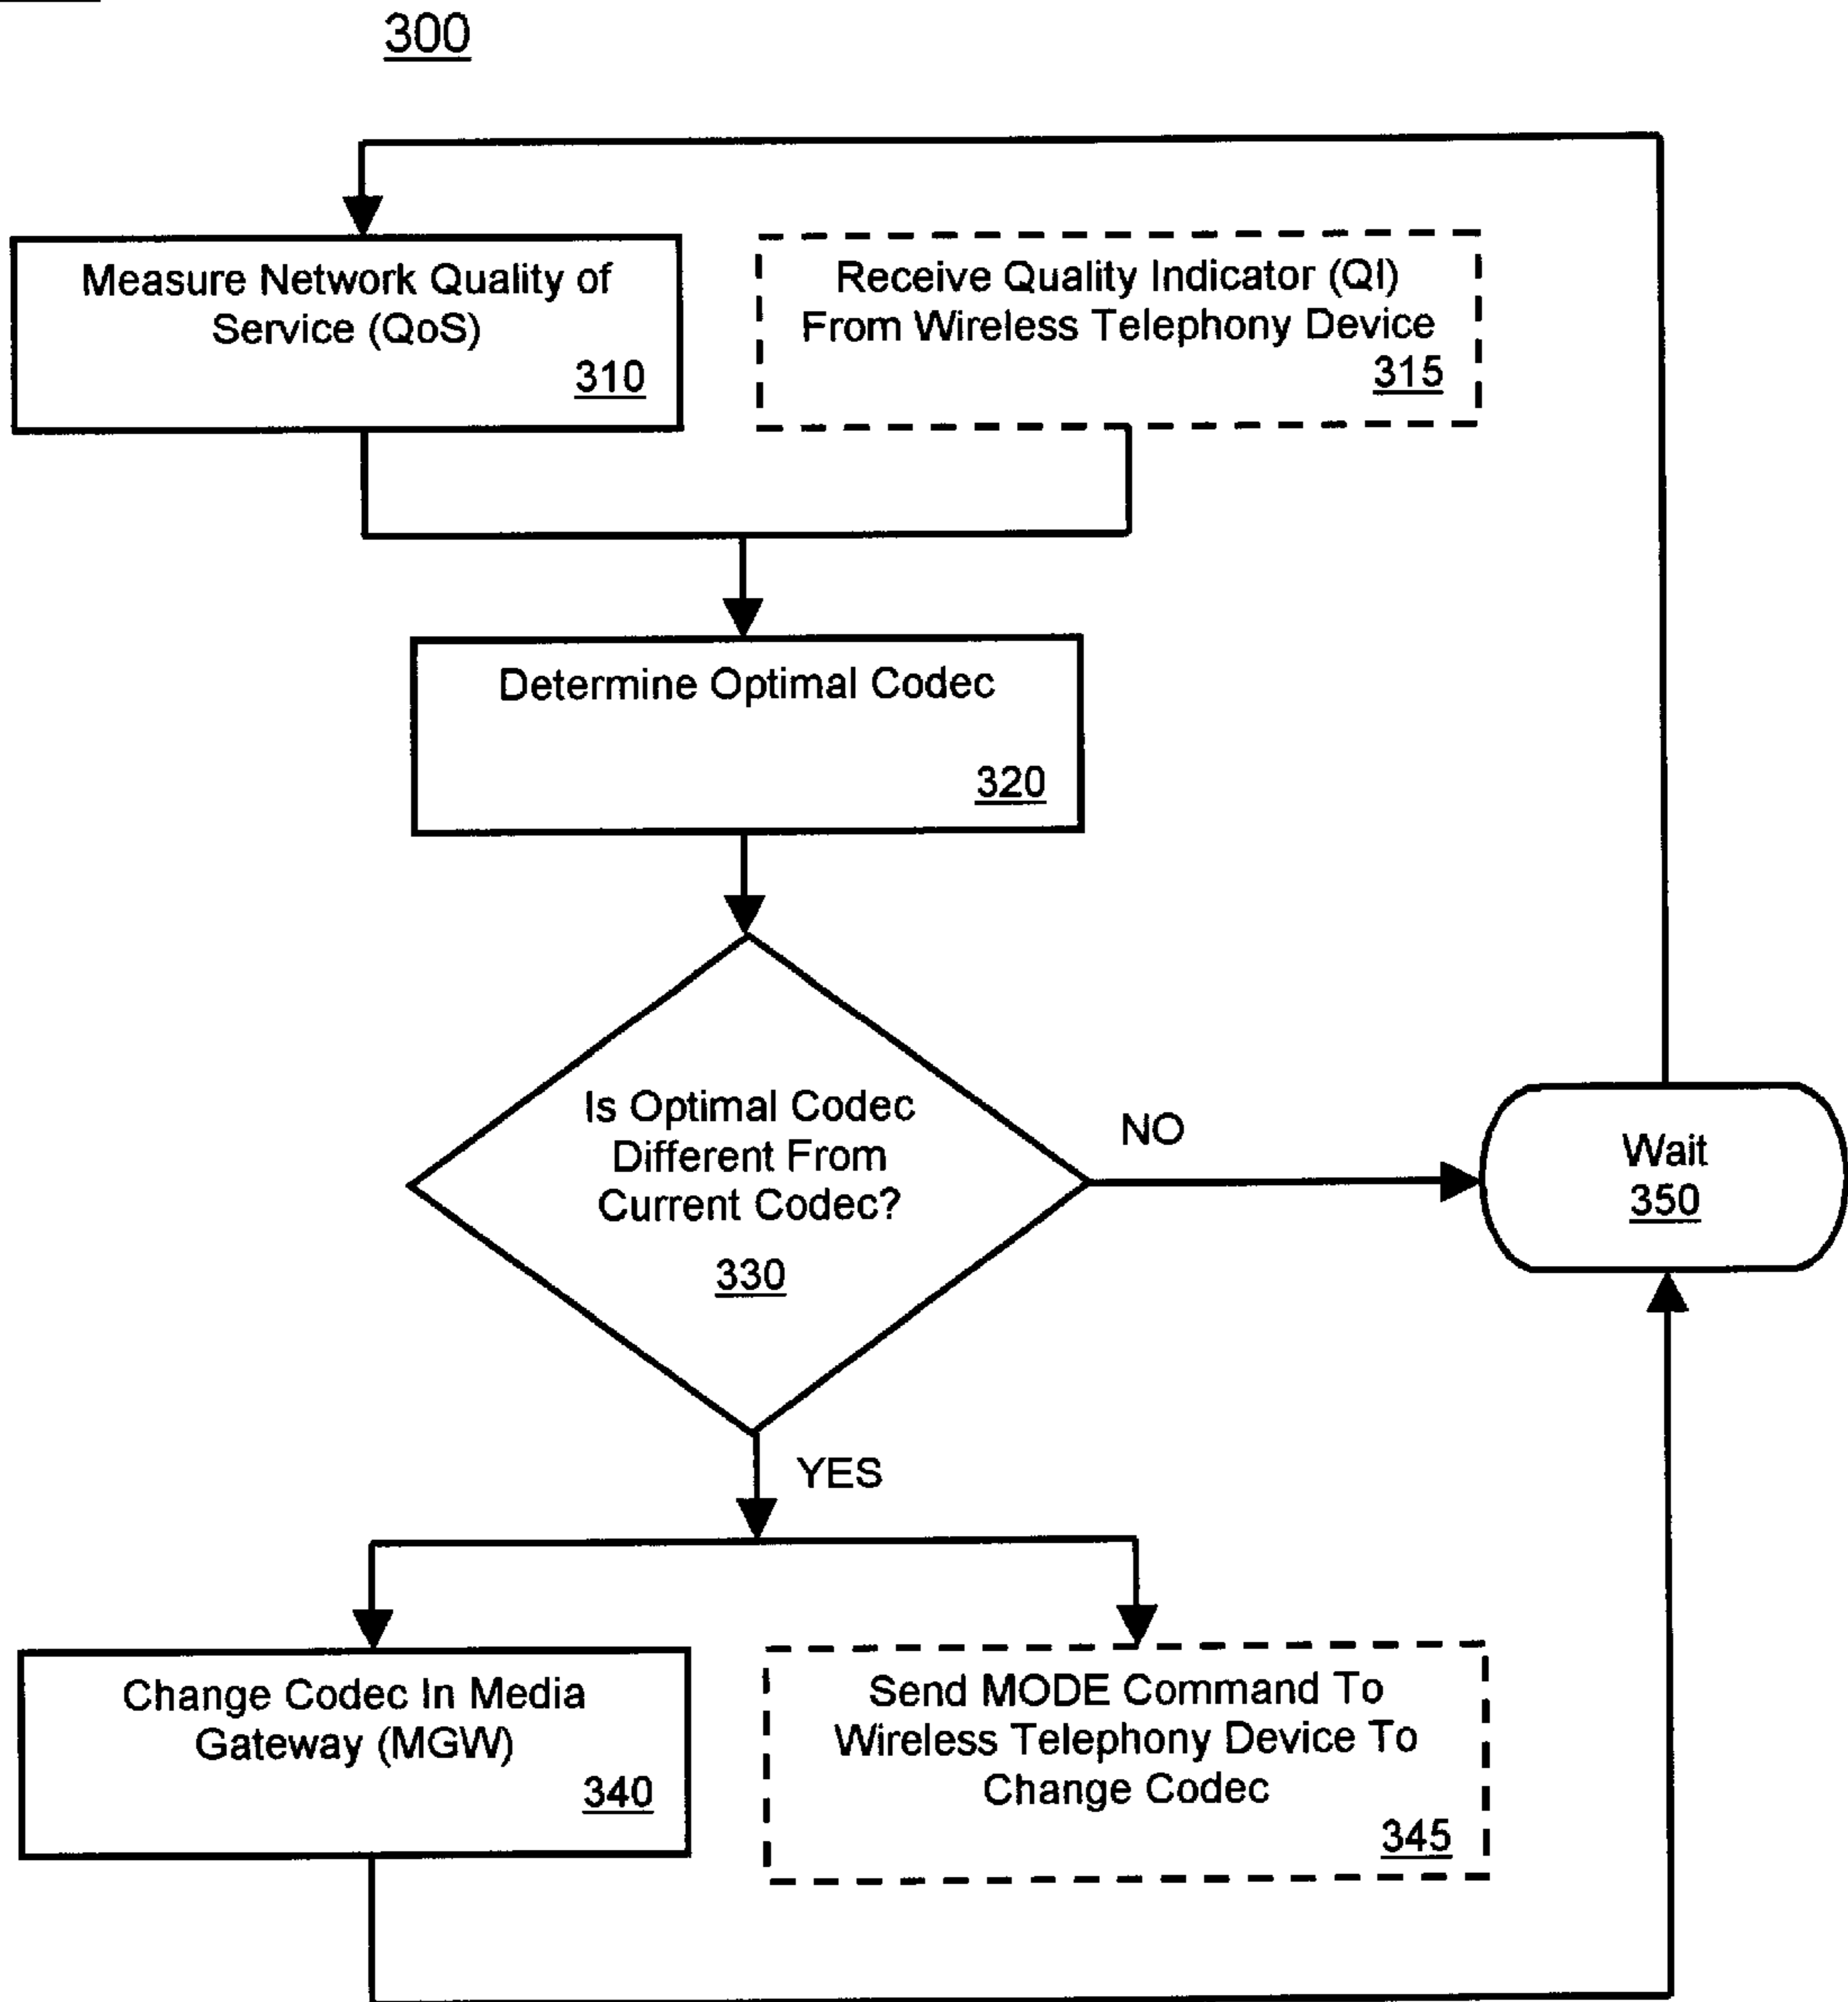 300
Measure Network Quality of
Service (QoS)
310
Receive Quality Indicator (QI)
From Wireless Telephony Device
315
Determine Optimal Codec
320
Is Optimal Codec
Different From
Current Codec?
330
NO
Wait
350
YES
Change Codec In Media
Gateway (MGW)
340
Send MODE Command To
Wireless Telephony Device To
Change Codec
345